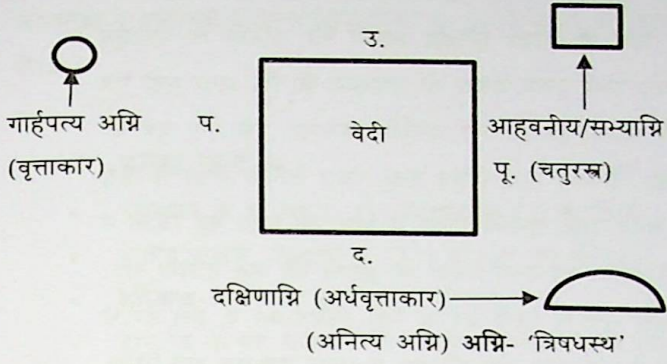 उ.
गार्हपत्य अग्नि प. वेदी आहवनीय/सभ्याग्नि
(वृत्ताकार) पू. (चतुरस्त्र)
द.
दक्षिणाग्नि (अर्धवृत्ताकार)
(अनित्य अग्नि) अग्नि- ‘त्रिषधस्थ’